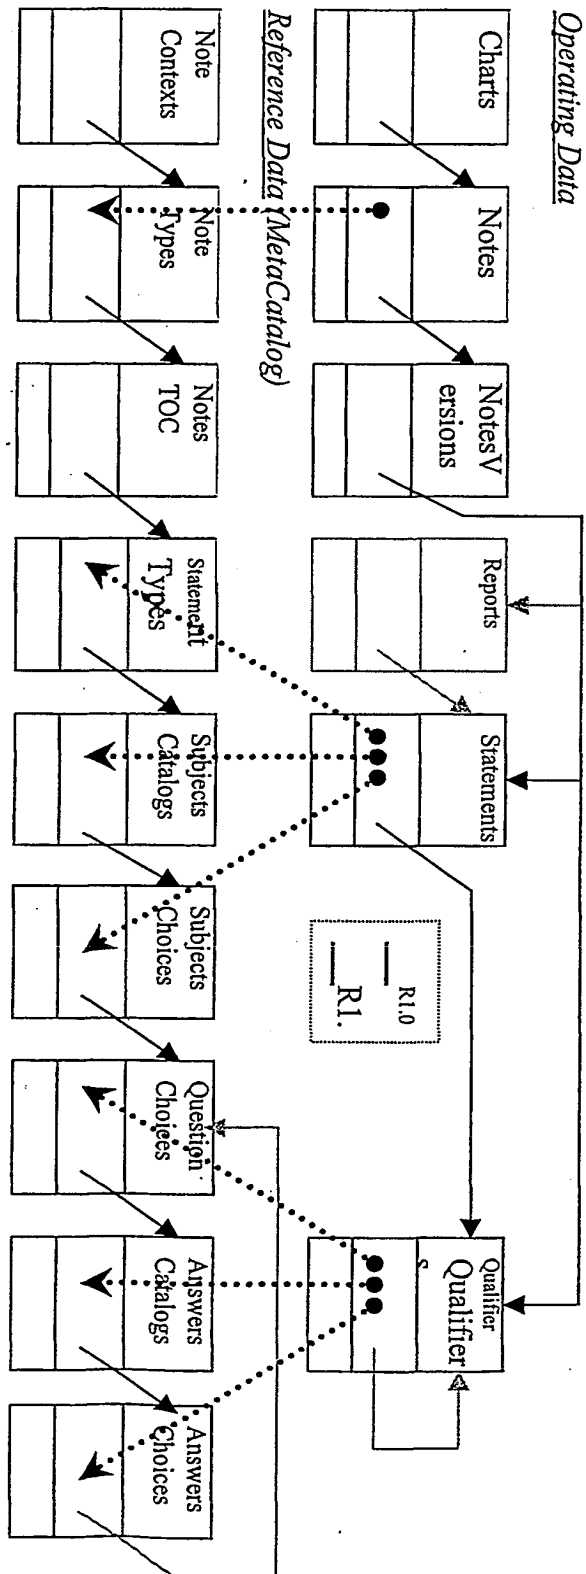 Operating Data
Charts
Notes
NotesV
ersions
Reports
Statements
R1.0
R1.
Qualifier
Qualifier
s
Reference Data (MetaCatalog)
Note
Contexts
Note
Types
Notes
TOC
Statement
Types
Subjects
Catalogs
Subjects
Choices
Question
Choices
Answers
Catalogs
Answers
Choices